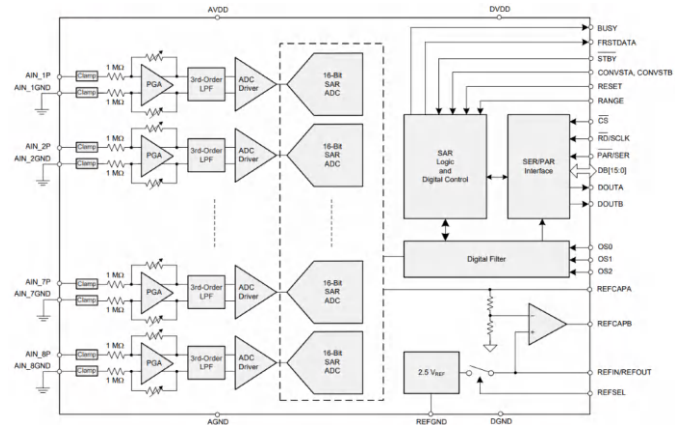 AVDD
DVDD
BUSY
FRSTDATA
STBY
CONVSTA, CONVSTB
RESET
RANGE
CS
RD/SCLK
PAR/SER
DB[15:0]
DOUTA
DOUTB
OS0
OS1
OS2
REFCAPA
REFCAPB
REFIN/REFOUT
REFSEL
AIN_1P
AIN_1GND
Clamp
Clamp
1 MΩ
1 MΩ
PGA
3rd-Order
LPF
ADC
Driver
16-Bit
SAR
ADC
AIN_2P
AIN_2GND
Clamp
Clamp
1 MΩ
1 MΩ
PGA
3rd-Order
LPF
ADC
Driver
16-Bit
SAR
ADC
AIN_7P
AIN_7GND
Clamp
Clamp
1 MΩ
1 MΩ
PGA
3rd-Order
LPF
ADC
Driver
16-Bit
SAR
ADC
AIN_8P
AIN_8GND
Clamp
Clamp
1 MΩ
1 MΩ
PGA
3rd-Order
LPF
ADC
Driver
16-Bit
SAR
ADC
SAR
Logic
and
Digital Control
SER/PAR
Interface
Digital Filter
2.5 VREF
AGND
REFGND
DGND